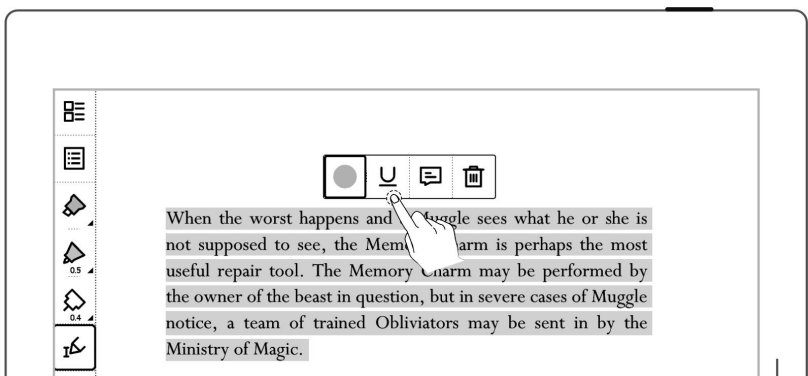 U
When the worst happens and Muggle sees what he or she is
not supposed to see, the arm is perhaps the most
useful repair tool. The Memory Charm may be performed by
the owner of the beast in question, but in severe cases of Muggle
notice, a team of trained Obliviators may be sent in by the
Ministry of Magic.
0.5
0.4